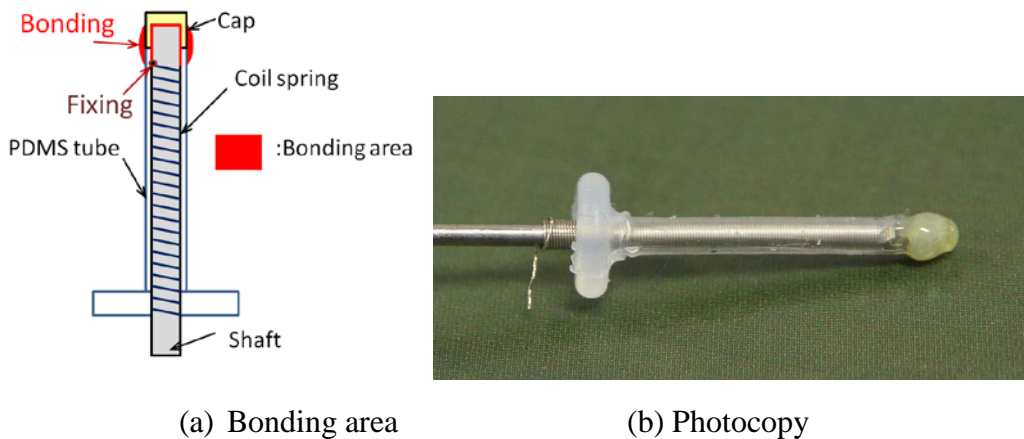 Bonding
Cap
Fixing
Coil spring
PDMS tube
:Bonding area
Shaft
(a) Bonding area
(b) Photocopy